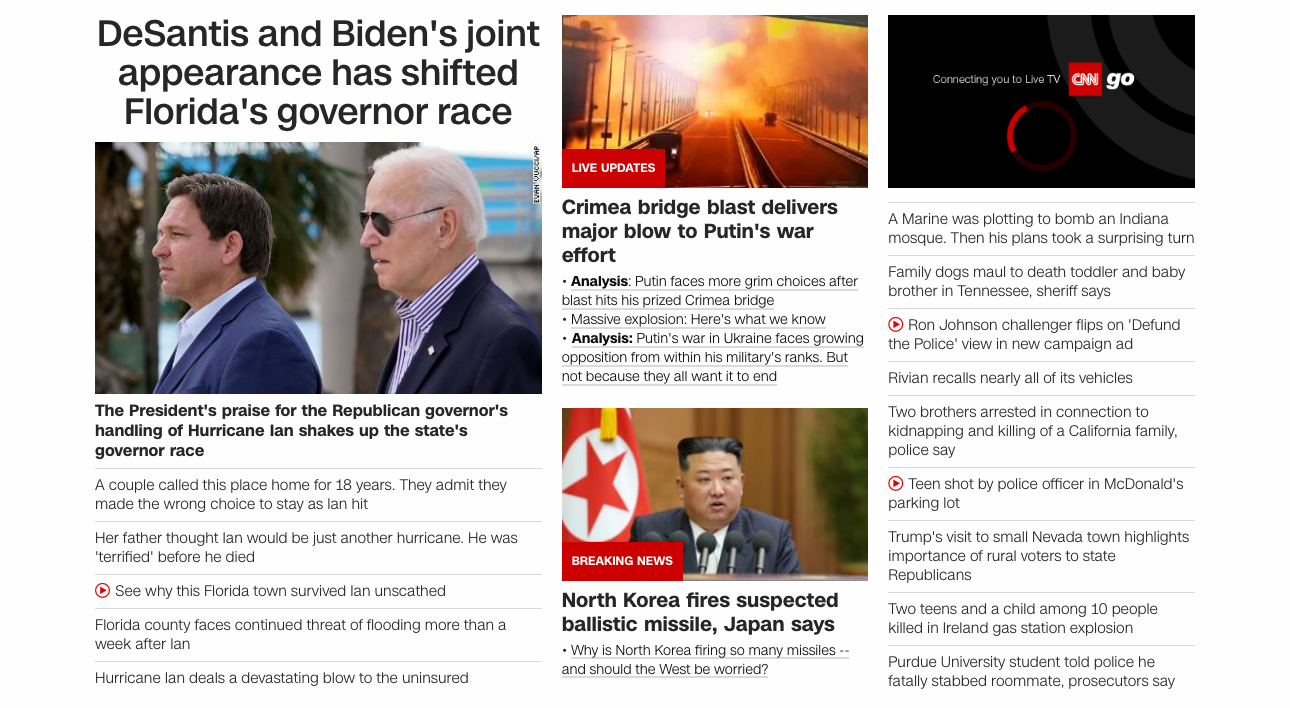 DeSantis and Biden's joint
appearance has shifted
Florida's governor race
EVAN VUCCI/AP
The President's praise for the Republican governor's
handling of Hurricane Ian shakes up the state's
governor race
A couple called this place home for 18 years. They admit they
made the wrong choice to stay as Ian hit
Her father thought Ian would be just another hurricane. He was
'terrified' before he died
See why this Florida town survived Ian unscathed
Florida county faces continued threat of flooding more than a
week after Ian
Hurricane Ian deals a devastating blow to the uninsured
LIVE UPDATES
Crimea bridge blast delivers
major blow to Putin's war
effort
• Analysis: Putin faces more grim choices after
blast hits his prized Crimea bridge
• Massive explosion: Here's what we know
• Analysis: Putin's war in Ukraine faces growing
opposition from within his military's ranks. But
not because they all want it to end
BREAKING NEWS
North Korea fires suspected
ballistic missile, Japan says
• Why is North Korea firing so many missiles --
and should the West be worried?
Connecting you to Live TV CNN go
A Marine was plotting to bomb an Indiana
mosque. Then his plans took a surprising turn
Family dogs maul to death toddler and baby
brother in Tennessee, sheriff says
Ron Johnson challenger flips on 'Defund
the Police' view in new campaign ad
Rivian recalls nearly all of its vehicles
Two brothers arrested in connection to
kidnapping and killing of a California family,
police say
Teen shot by police officer in McDonald's
parking lot
Trump's visit to small Nevada town highlights
importance of rural voters to state
Republicans
Two teens and a child among 10 people
killed in Ireland gas station explosion
Purdue University student told police he
fatally stabbed roommate, prosecutors say